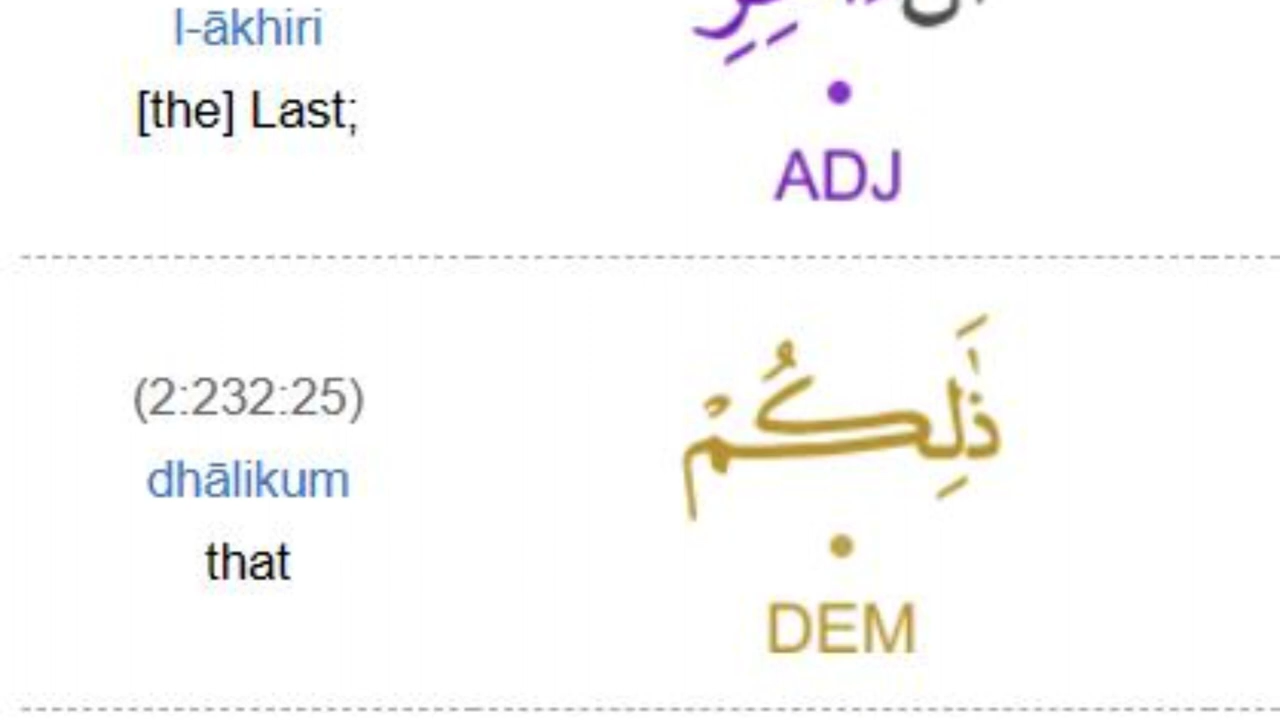 l-ākhiri
[the] Last;
ADJ
(2:232:25)
dhālikum
that
ذَٰلِكُمْ
DEM